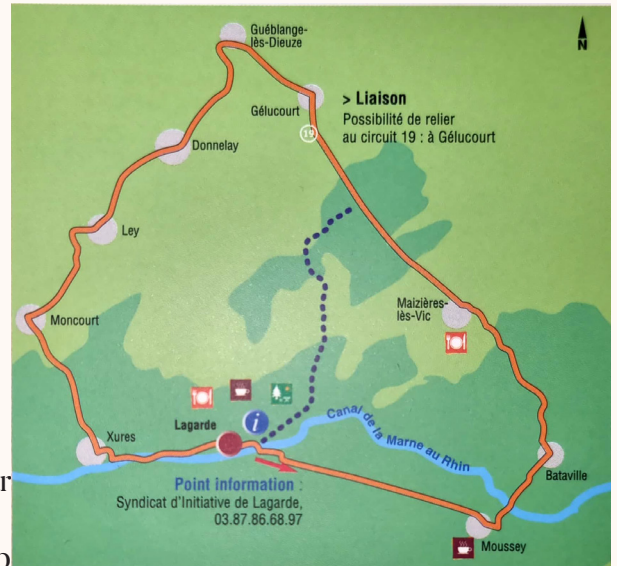 Guéblange-
lès-Dieuze
N
> Liaison
Possibilité de relier
au circuit 19 : à Gélucourt
Gélucourt
19
Donnelay
Ley
Maizières-
lès-Vic
Moncourt
Lagarde
i
Canal de la Marne au Rhin
Xures
Point information :
Syndicat d'Initiative de Lagarde,
03.87.86.68.97
Bataville
Moussey